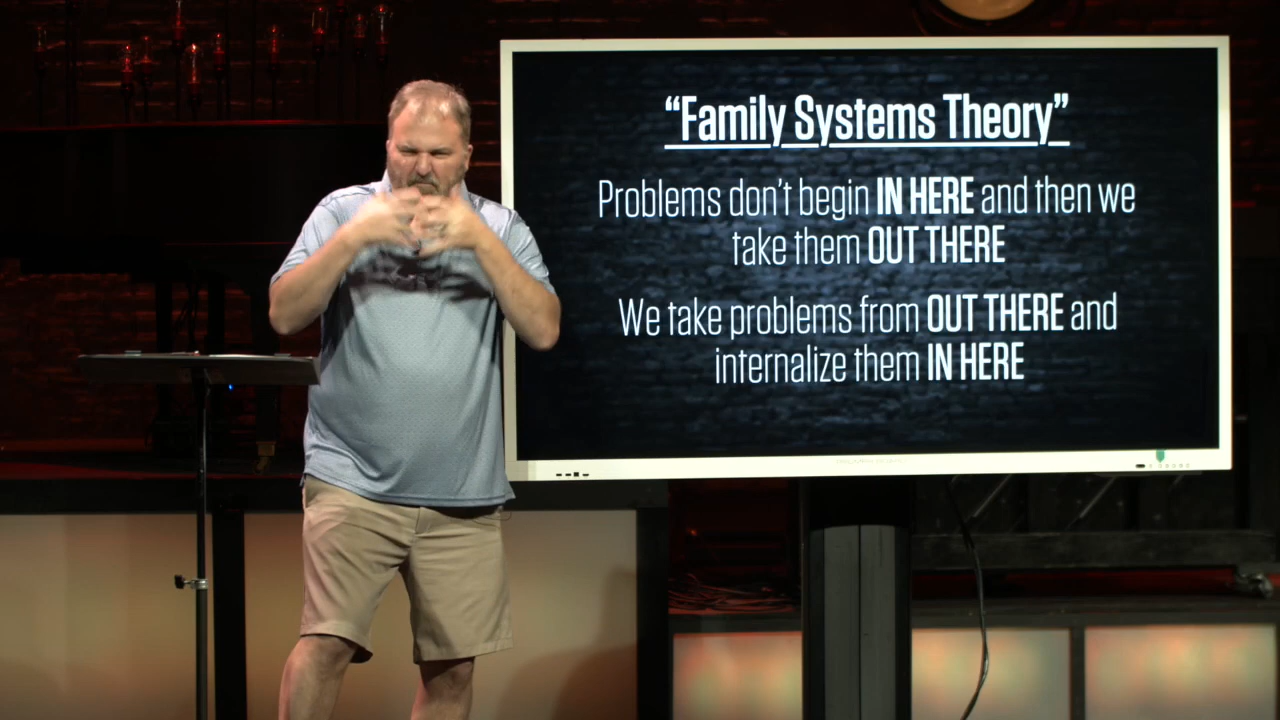 “Family Systems Theory”
Problems don’t begin IN HERE and then we
take them OUT THERE
We take problems from OUT THERE and
internalize them IN HERE